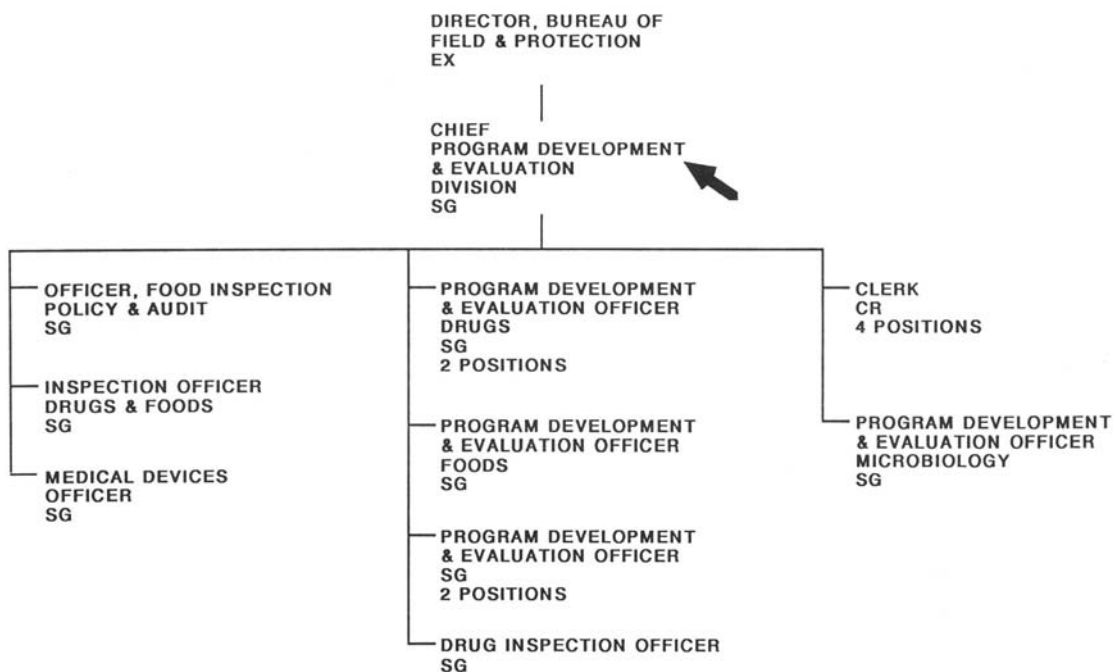 DIRECTOR, BUREAU OF
FIELD & PROTECTION
EX
CHIEF
PROGRAM DEVELOPMENT
& EVALUATION
DIVISION
SG
OFFICER, FOOD INSPECTION
POLICY & AUDIT
SG
INSPECTION OFFICER
DRUGS & FOODS
SG
MEDICAL DEVICES
OFFICER
SG
PROGRAM DEVELOPMENT
& EVALUATION OFFICER
DRUGS
SG
2 POSITIONS
PROGRAM DEVELOPMENT
& EVALUATION OFFICER
FOODS
SG
PROGRAM DEVELOPMENT
& EVALUATION OFFICER
SG
2 POSITIONS
DRUG INSPECTION OFFICER
SG
CLERK
CR
4 POSITIONS
PROGRAM DEVELOPMENT
& EVALUATION OFFICER
MICROBIOLOGY
SG